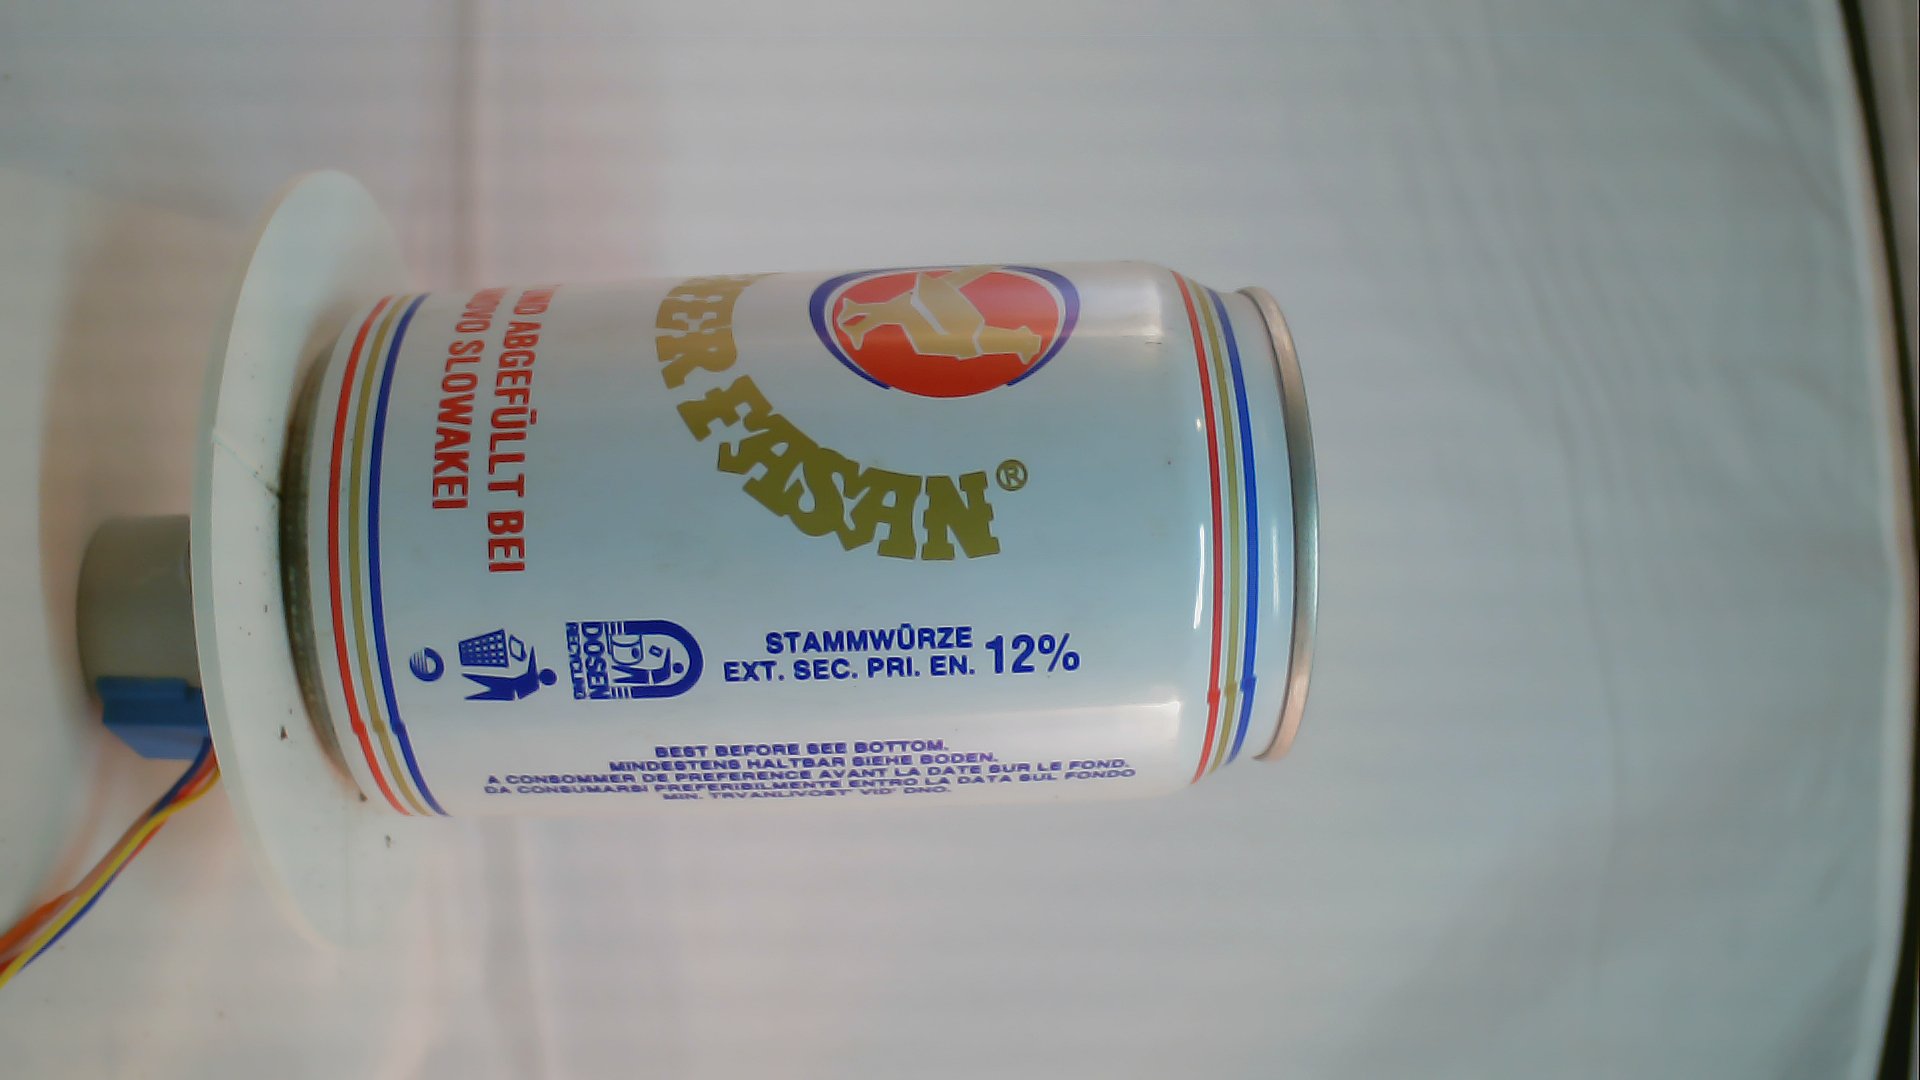 FASAN®
ABGEFÜLLT BEI
SLOWAKEI
DOSEN
RECYCLING
STAMMWÜRZE
EXT. SEC. PRI. EN. 12%
BEST BEFORE SEE BOTTOM.
MINDESTENS HALTBAR SIEHE BODEN.
A CONSOMMER DE PREFERENCE AVANT LA DATE SUR LE FOND.
DA CONSUMARSI PREFERIBILMENTE ENTRO LA DATA SUL FONDO
MIN. TRVANLIVOST' VID' DNO.